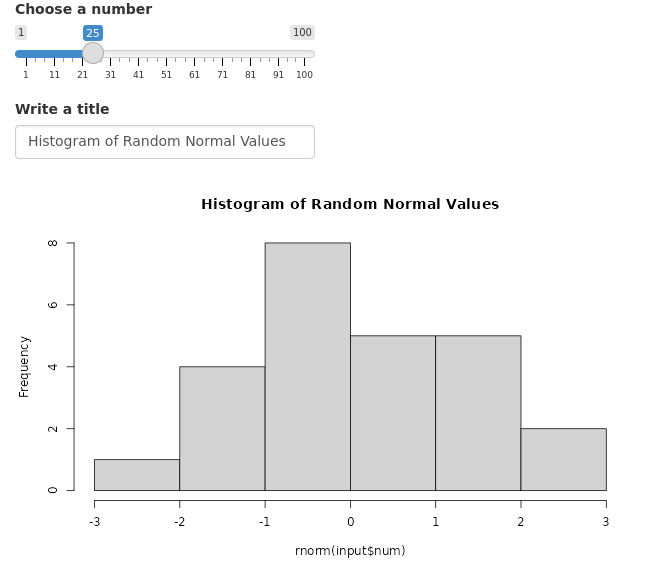 Choose a number
1 25 100
1 11 21 31 41 51 61 71 81 91 100
Write a title
Histogram of Random Normal Values
Histogram of Random Normal Values
Frequency
8
6
4
2
0
-3 -2 -1 0 1 2 3
rnorm(input$num)